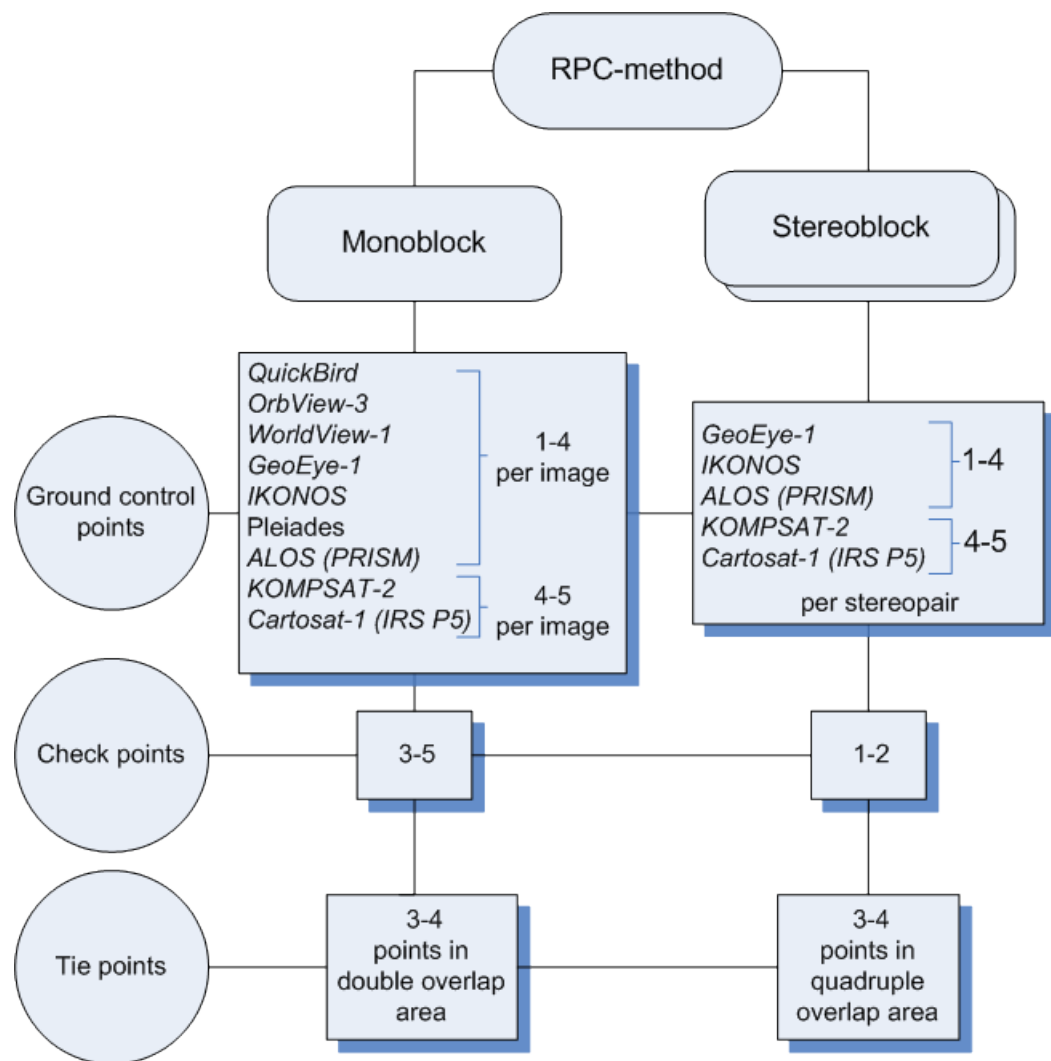 RPC-method
Monoblock
Stereoblock
Ground control
points
QuickBird
OrbView-3
WorldView-1
GeoEye-1
IKONOS
Pleiades
ALOS (PRISM)
1-4
per image
KOMPSAT-2
Cartosat-1 (IRS P5)
4-5
per image
GeoEye-1
IKONOS
ALOS (PRISM)
1-4
KOMPSAT-2
Cartosat-1 (IRS P5)
4-5
per stereopair
Check points
3-5
1-2
Tie points
3-4
points in
double overlap
area
3-4
points in
quadruple
overlap area